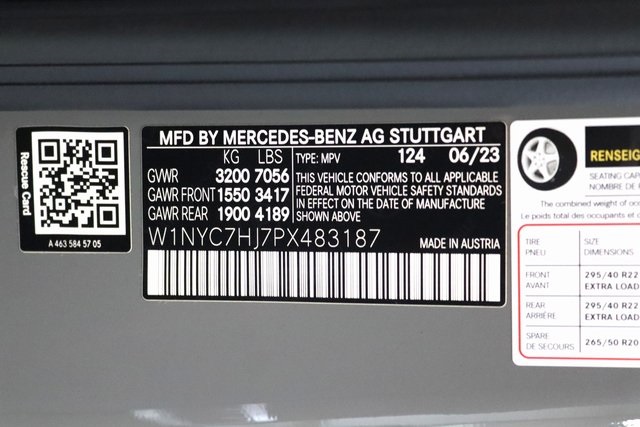 Rescue Card
A 463 584 57 05
MFD BY MERCEDES-BENZ AG STUTTGART
KG LBS TYPE: MPV 124 06/23
GVWR 3200 7056
GAWR FRONT 1550 3417
GAWR REAR 1900 4189
THIS VEHICLE CONFORMS TO ALL APPLICABLE
FEDERAL MOTOR VEHICLE SAFETY STANDARDS
IN EFFECT ON THE DATE OF MANUFACTURE
SHOWN ABOVE
W1NYC7HJ7PX483187 MADE IN AUSTRIA
RENSEIG
SEATING CAP
NOMBRE DE
The combined weight of occ
Le poids total des occupants et
TIRE SIZE
PNEU DIMENSIONS
FRONT 295/40 R22
AVANT EXTRA LOAD
REAR 295/40 R22
ARRIÈRE EXTRA LOAD
SPARE
DE SECOURS 265/50 R20